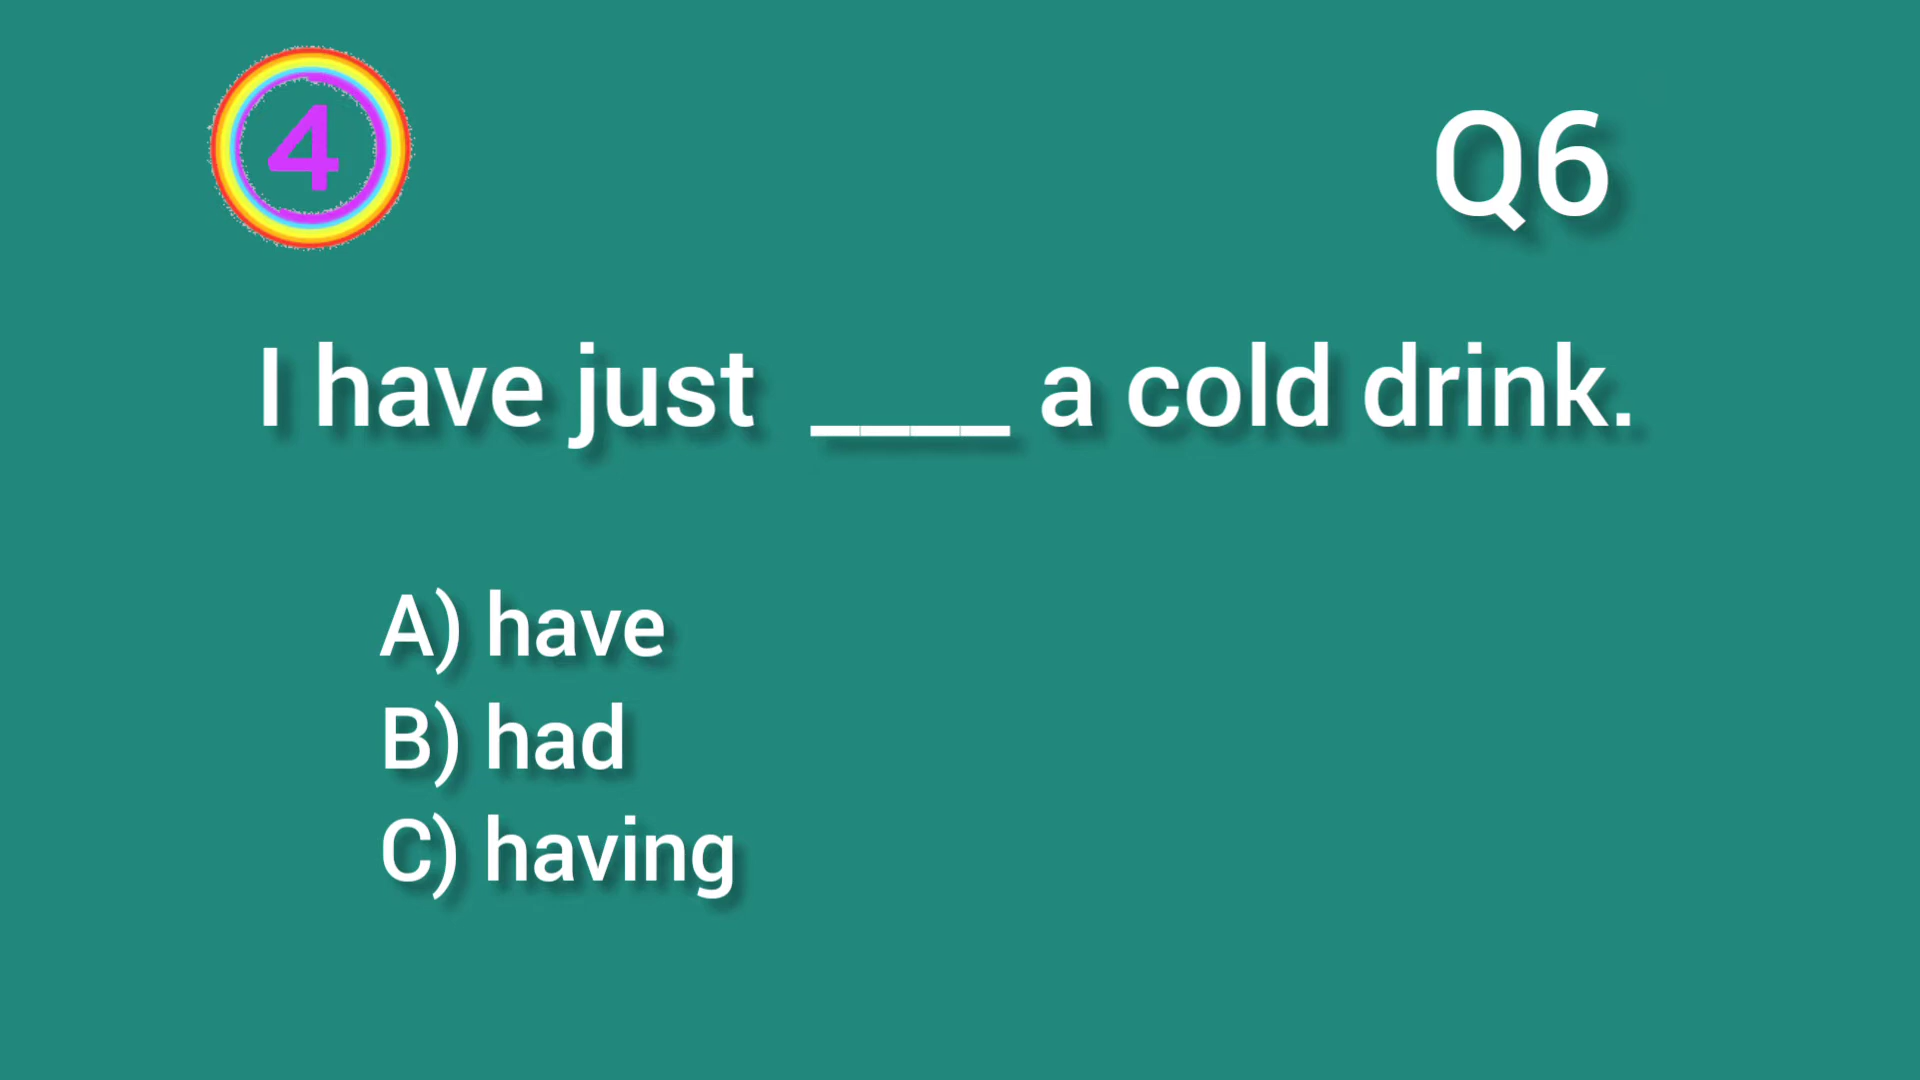 4
Q6
I have just ____ a cold drink.
A) have
B) had
C) having